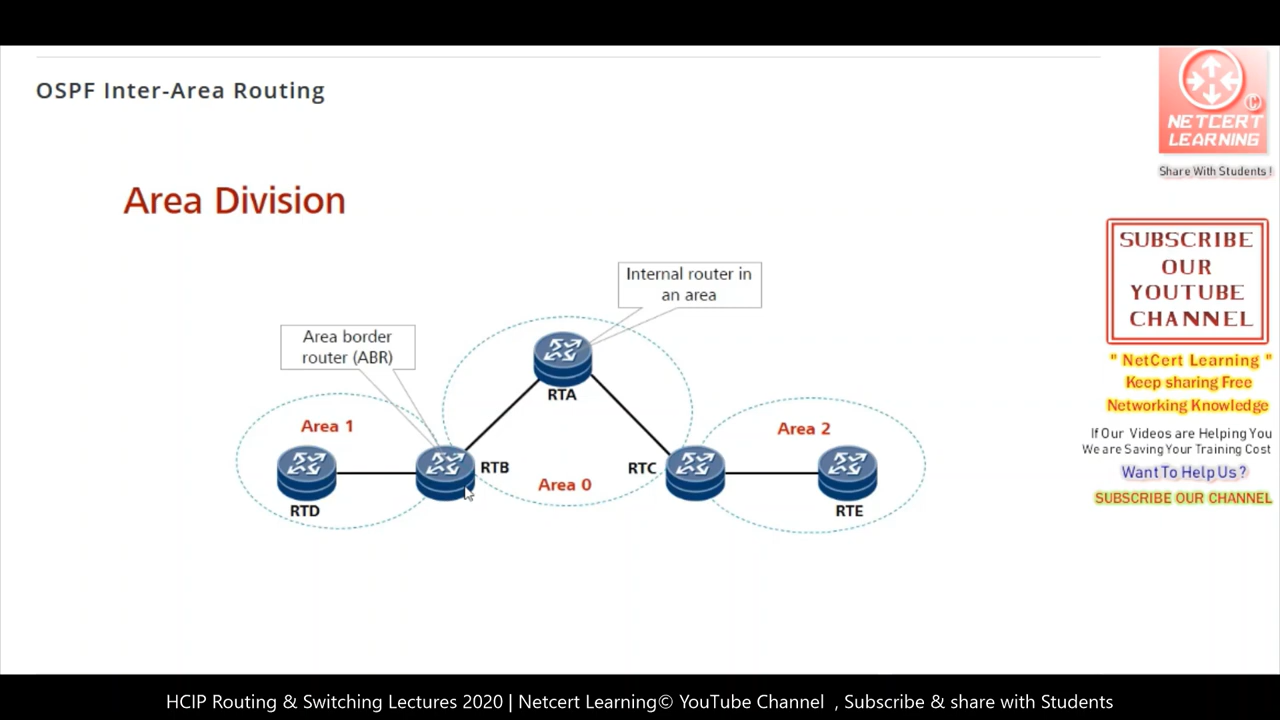 OSPF Inter-Area Routing
NETCERT
LEARNING
©
Share With Students !
Area Division
SUBSCRIBE
OUR
YOUTUBE
CHANNEL
Internal router in
an area
Area border
router (ABR)
RTA
" NetCert Learning "
Keep sharing Free
Networking Knowledge
Area 1
Area 2
If Our Videos are Helping You
We are Saving Your Training Cost
RTB
RTC
Want To Help Us ?
Area 0
SUBSCRIBE OUR CHANNEL
RTD
RTE
HCIP Routing & Switching Lectures 2020 | Netcert Learning© YouTube Channel , Subscribe & share with Students